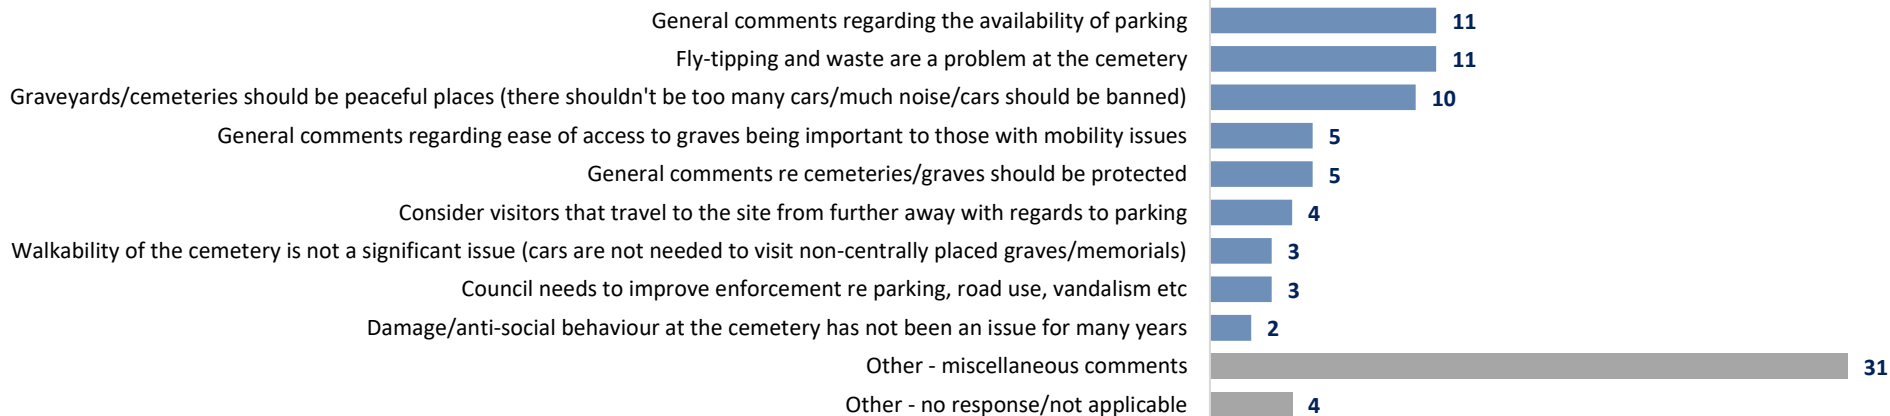 General comments regarding the availability of parking 11
Fly-tipping and waste are a problem at the cemetery 11
Graveyards/cemeteries should be peaceful places (there shouldn't be too many cars/much noise/cars should be banned) 10
General comments regarding ease of access to graves being important to those with mobility issues 5
General comments re cemeteries/graves should be protected 5
Consider visitors that travel to the site from further away with regards to parking 4
Walkability of the cemetery is not a significant issue (cars are not needed to visit non-centrally placed graves/memorials) 3
Council needs to improve enforcement re parking, road use, vandalism etc 3
Damage/anti-social behaviour at the cemetery has not been an issue for many years 2
Other - miscellaneous comments 31
Other - no response/not applicable 4